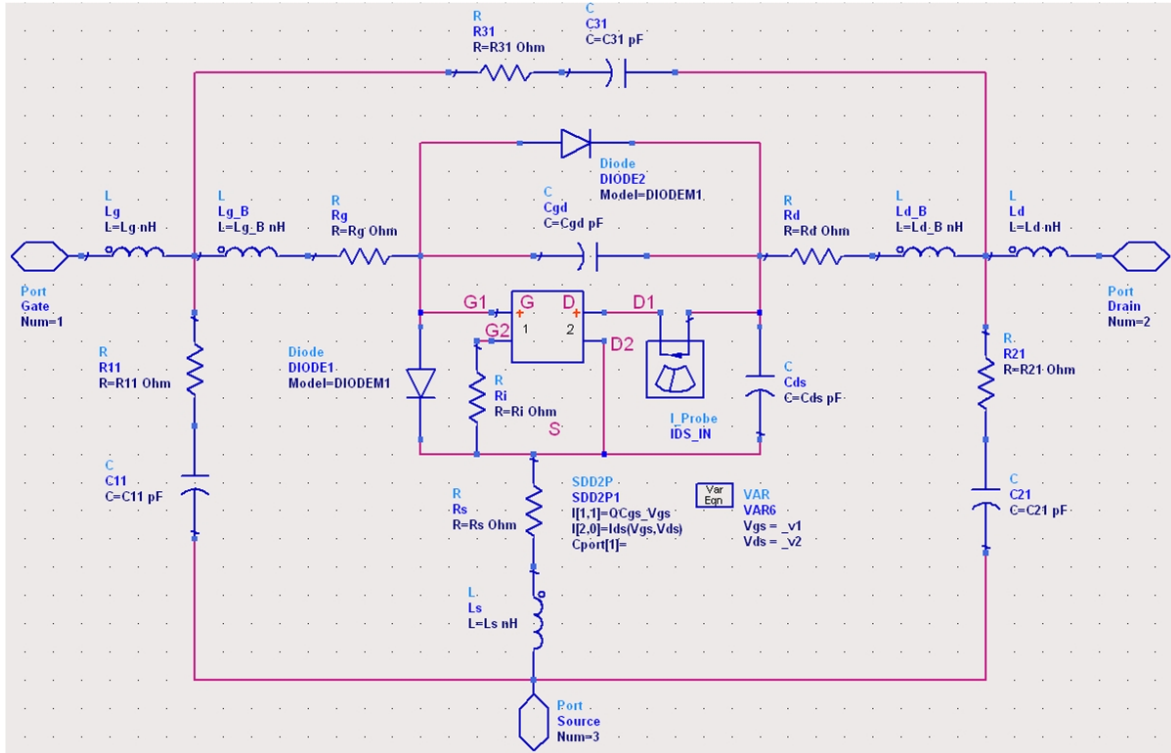 R
R31
R=R31 Ohm
C
C31
C=C31 pF
Diode
DIODE2
Model=DIODEM1
L
Lg
L=Lg nH
L
Lg_B
L=Lg_B nH
R
Rg
R=Rg Ohm
C
Cgd
C=Cgd pF
R
Rd
R=Rd Ohm
L
Ld_B
L=Ld_B nH
L
Ld
L=Ld nH
Port
Gate
Num=1
Port
Drain
Num=2
G1
G
D
D1
G2
1
2
D2
R
R11
R=R11 Ohm
Diode
DIODE1
Model=DIODEM1
R
Ri
R=Ri Ohm
S
I_Probe
IDS_IN
C
Cds
C=Cds pF
R
R21
R=R21 Ohm
C
C11
C=C11 pF
R
Rs
R=Rs Ohm
SDD2P
SDD2P1
I[1,1]=QCgs_Vgs
I[2,0]=Ids(Vgs,Vds)
Cport[1]=
Var
Eqn
VAR
VAR6
Vgs = _v1
Vds = _v2
C
C21
C=C21 pF
L
Ls
L=Ls nH
Port
Source
Num=3